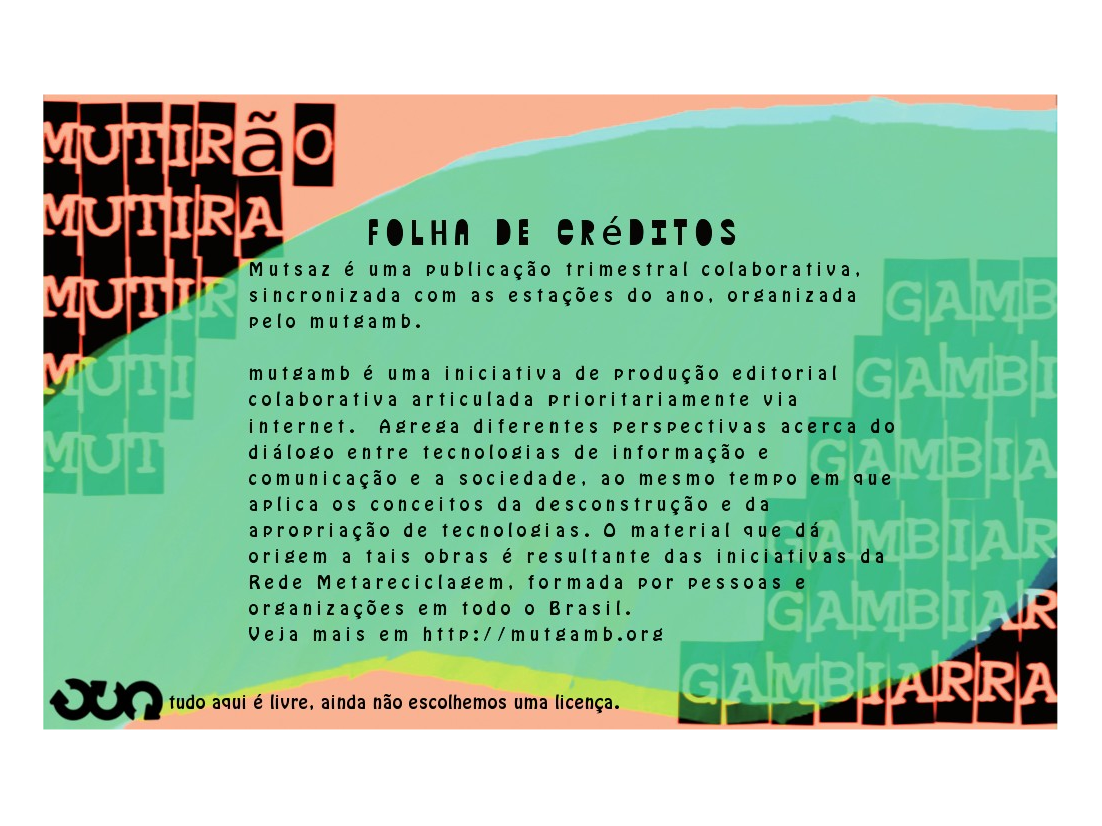 MUTIRãO
MUTIRA
MUTIR
MUTI
MUT
FOLHA DE CRéDITOS
Mutsaz é uma publicação trimestral colaborativa,
sincronizada com as estações do ano, organizada
pelo mutgamb.
mutgamb é uma iniciativa de produção editorial
colaborativa articulada prioritariamente via
internet.  Agrega diferentes perspectivas acerca do
diálogo entre tecnologias de informação e
comunicação e a sociedade, ao mesmo tempo em que
aplica os conceitos da desconstrução e da
apropriação de tecnologias. O material que dá
origem a tais obras é resultante das iniciativas da
Rede Metareciclagem, formada por pessoas e
organizações em todo o Brasil.
Veja mais em http://mutgamb.org
GAMB
GAMBI
GAMBIA
GAMBIAR
GAMBIAR
GAMBIARRA
tudo aqui é livre, ainda não escolhemos uma licença.